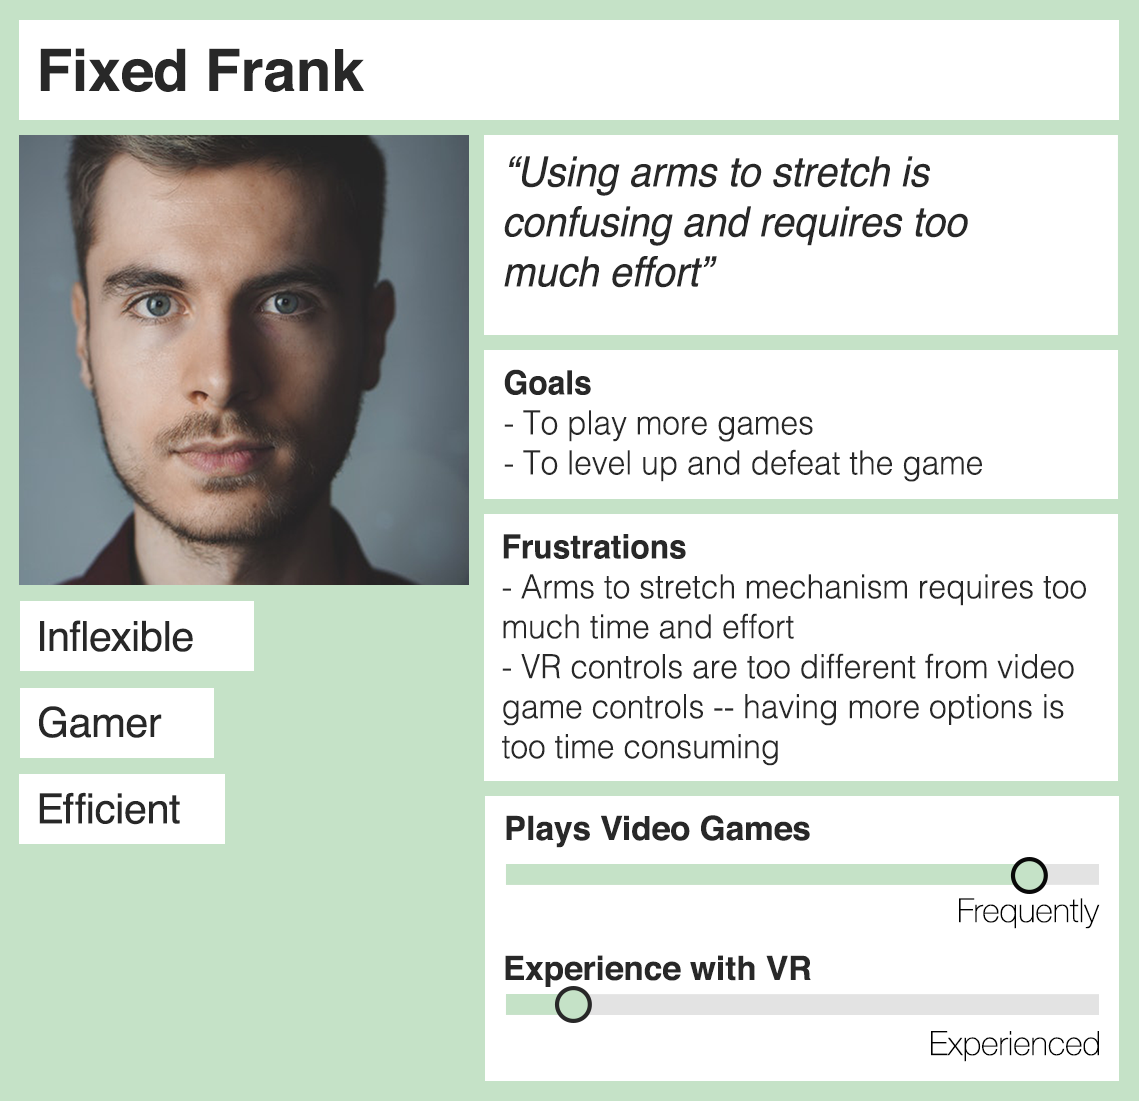 Fixed Frank
“Using arms to stretch is
confusing and requires too
much effort”
Goals
- To play more games
- To level up and defeat the game
Frustrations
- Arms to stretch mechanism requires too
much time and effort
- VR controls are too different from video
game controls -- having more options is
too time consuming
Inflexible
Gamer
Efficient
Plays Video Games
Frequently
Experience with VR
Experienced